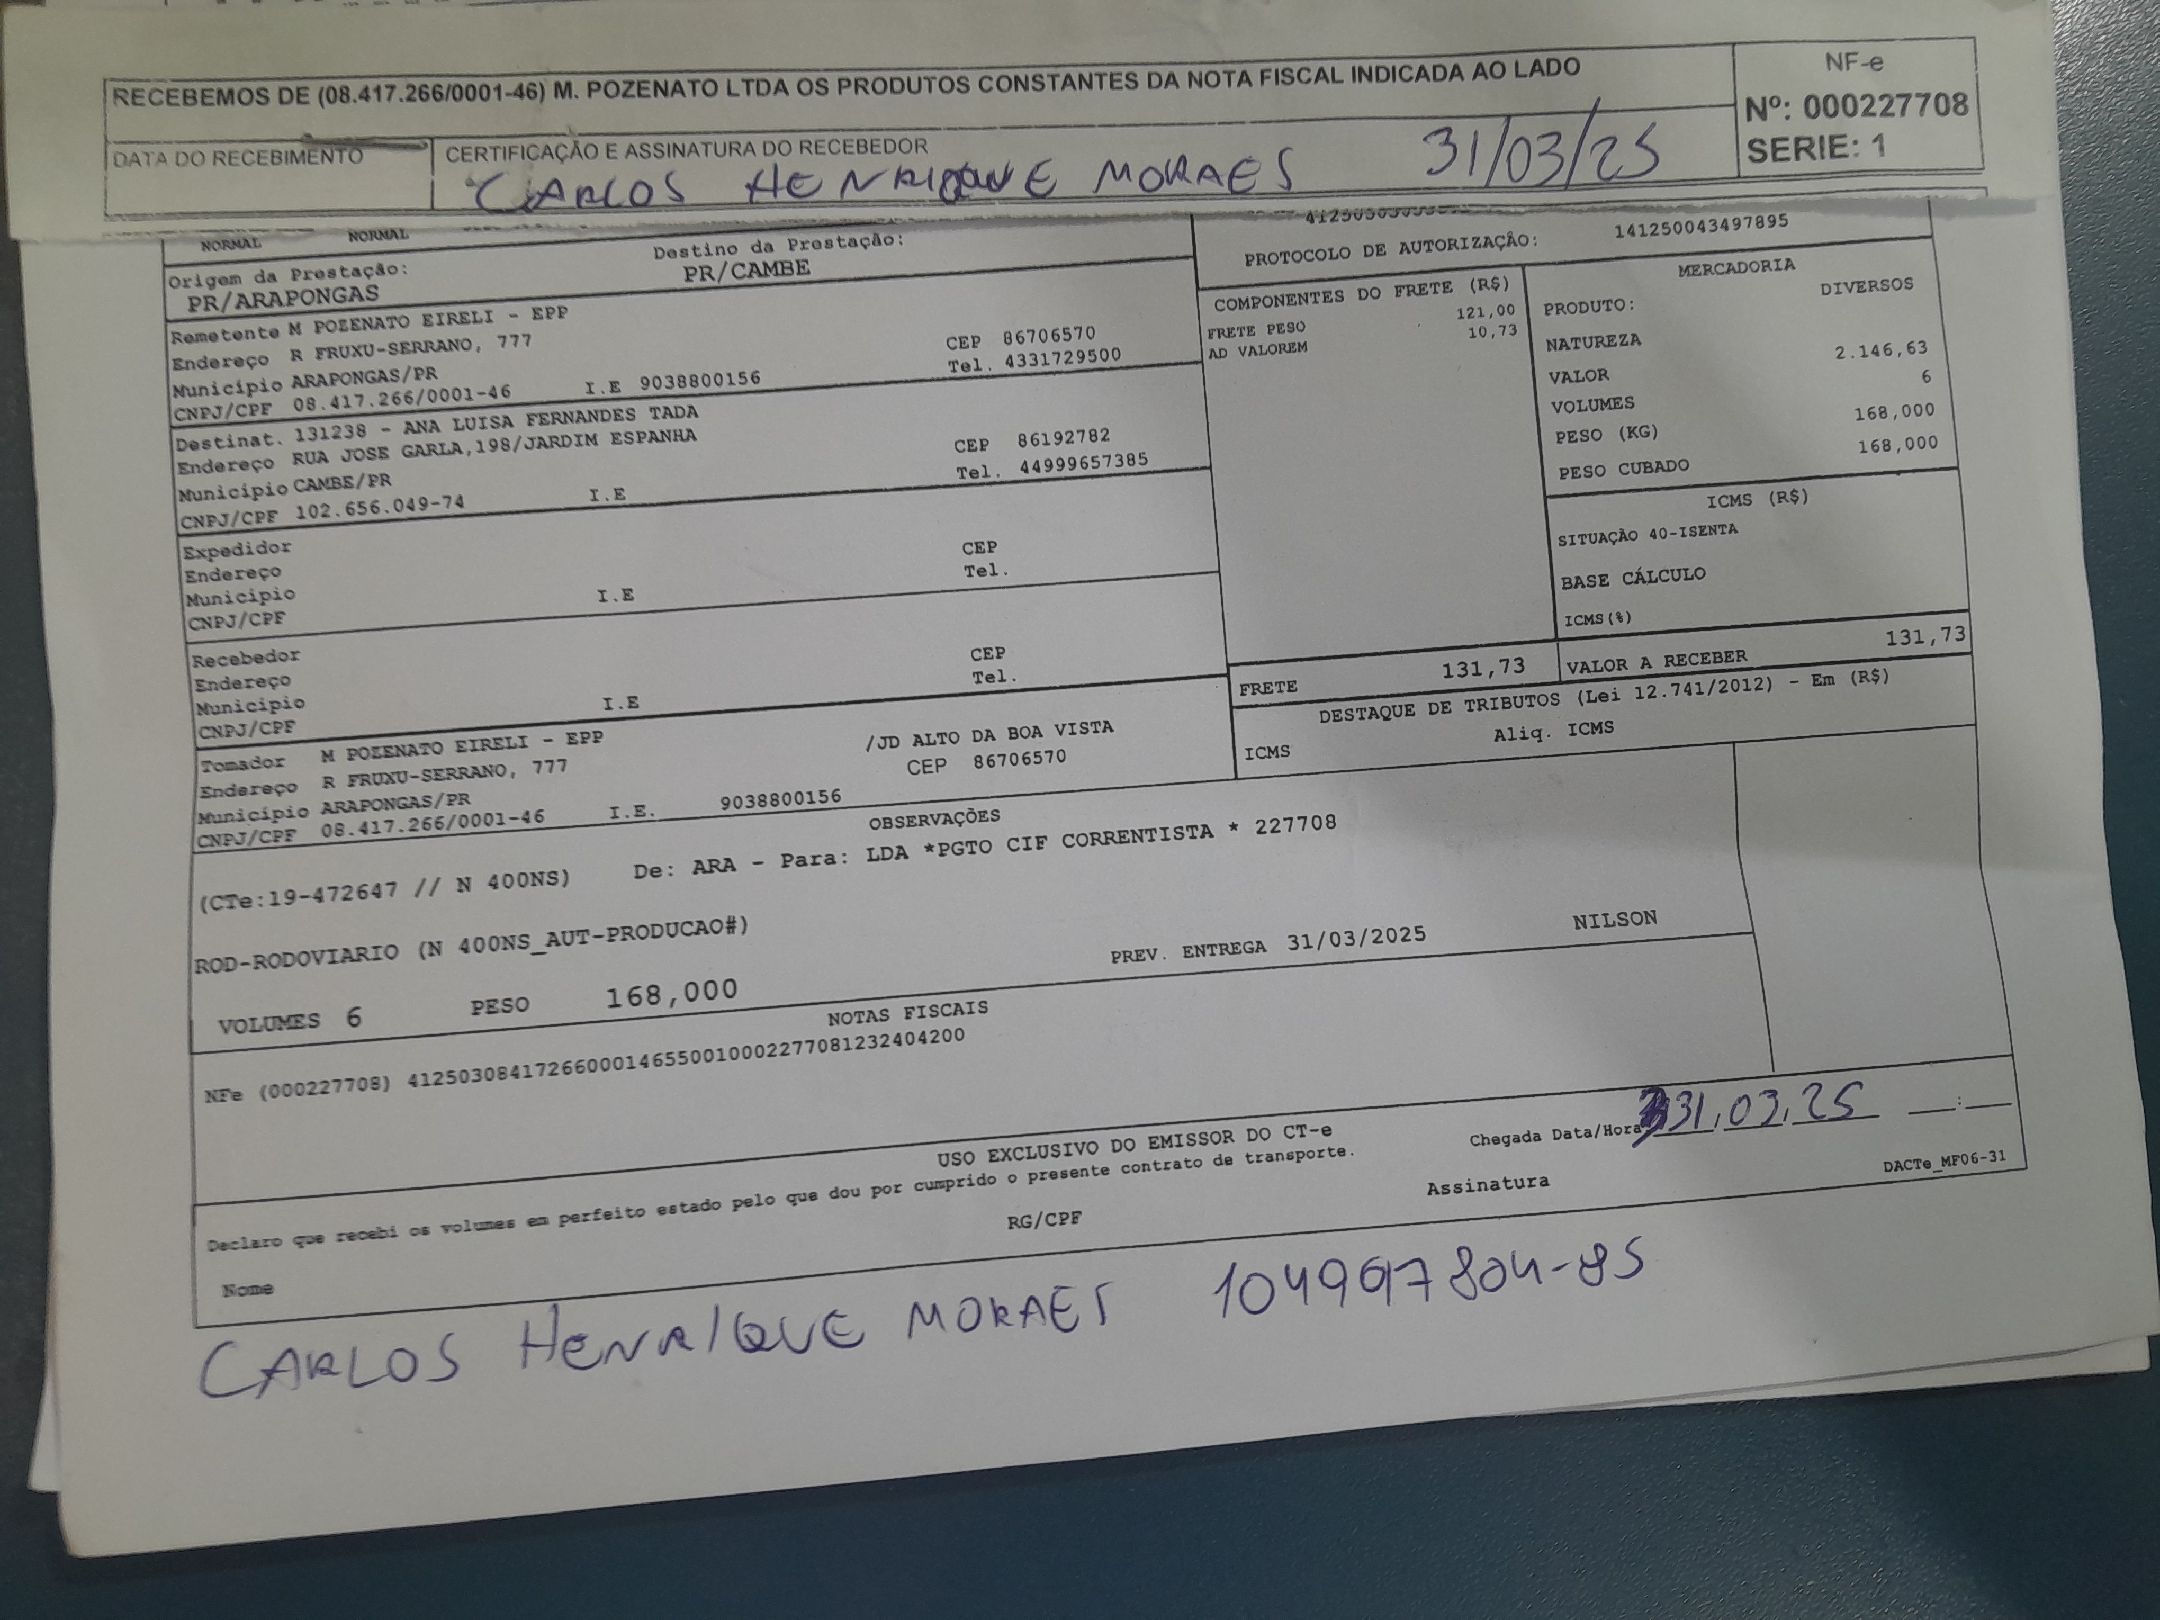 RECEBEMOS DE (08.417.266/0001-46) M. POZENATO LTDA OS PRODUTOS CONSTANTES DA NOTA FISCAL INDICADA AO LADO
NF-e
Nº: 000227708
SERIE: 1
DATA DO RECEBIMENTO
CERTIFICAÇÃO E ASSINATURA DO RECEBEDOR
CARLOS HENRIQUE MORAES 31/03/25
NORMAL NORMAL
Origem da Prestação:
PR/ARAPONGAS
Destino da Prestação:
PR/CAMBE
PROTOCOLO DE AUTORIZAÇÃO: 141250043497895
Remetente M POZENATO EIRELI - EPP
Endereço R FRUXU-SERRANO, 777 CEP 86706570
Município ARAPONGAS/PR Tel. 4331729500
CNPJ/CPF 08.417.266/0001-46 I.E 9038800156
Destinat. 131238 - ANA LUISA FERNANDES TADA
Endereço RUA JOSE GARLA,198/JARDIM ESPANHA CEP 86192782
Município CAMBE/PR Tel. 44999657385
CNPJ/CPF 102.656.049-74 I.E
Expedidor
Endereço CEP
Município Tel.
CNPJ/CPF I.E
Recebedor
Endereço CEP
Município Tel.
CNPJ/CPF I.E
Tomador M POZENATO EIRELI - EPP
Endereço R FRUXU-SERRANO, 777 /JD ALTO DA BOA VISTA
Município ARAPONGAS/PR CEP 86706570
CNPJ/CPF 08.417.266/0001-46 I.E. 9038800156
COMPONENTES DO FRETE (R$)
FRETE PESO 121,00
AD VALOREM 10,73
MERCADORIA
PRODUTO: DIVERSOS
NATUREZA
VALOR 2.146,63
VOLUMES 6
PESO (KG) 168,000
PESO CUBADO 168,000
ICMS (R$)
SITUAÇÃO 40-ISENTA
BASE CÁLCULO
ICMS(%)
FRETE 131,73
VALOR A RECEBER 131,73
DESTAQUE DE TRIBUTOS (Lei 12.741/2012) - Em (R$)
ICMS Aliq. ICMS
OBSERVAÇÕES
(CTe:19-472647 // N 400NS) De: ARA - Para: LDA *PGTO CIF CORRENTISTA * 227708
ROD-RODOVIARIO (N 400NS_AUT-PRODUCAO#)
PREV. ENTREGA 31/03/2025 NILSON
VOLUMES 6 PESO 168,000
NOTAS FISCAIS
NFe (000227708) 41250308417266000146550010002277081232404200
USO EXCLUSIVO DO EMISSOR DO CT-e
Chegada Data/Hora 31,03,25 __:__
Declaro que recebi os volumes em perfeito estado pelo que dou por cumprido o presente contrato de transporte.
DACTe_MF06-31
Nome RG/CPF Assinatura
CARLOS HENRIQUE MORAES